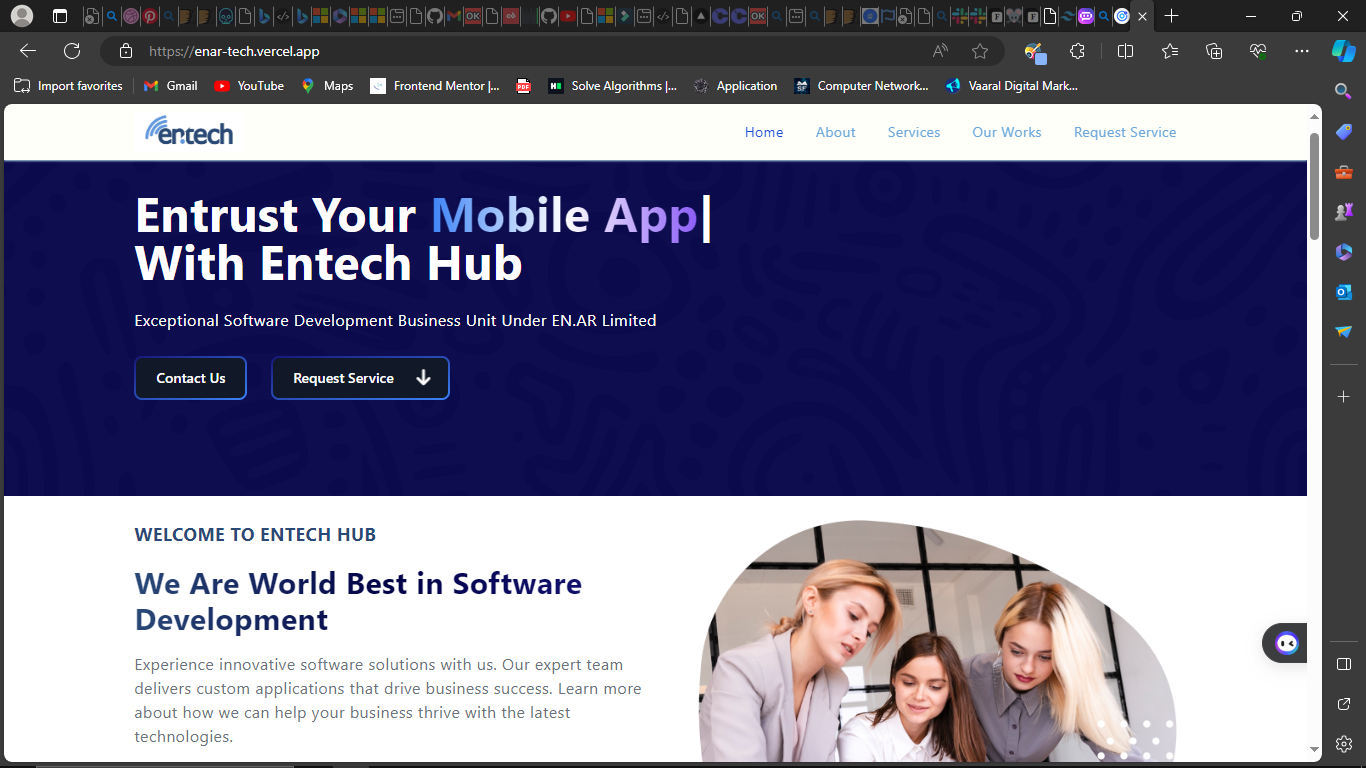 https://enar-tech.vercel.app
Import favorites
Gmail
YouTube
Maps
Frontend Mentor |...
PDF
Solve Algorithms |...
Application
Computer Network...
Vaaral Digital Mark...
entech
Home
About
Services
Our Works
Request Service
Entrust Your Mobile App|
With Entech Hub
Exceptional Software Development Business Unit Under EN.AR Limited
Contact Us
Request Service
WELCOME TO ENTECH HUB
We Are World Best in Software
Development
Experience innovative software solutions with us. Our expert team
delivers custom applications that drive business success. Learn more
about how we can help your business thrive with the latest
technologies.